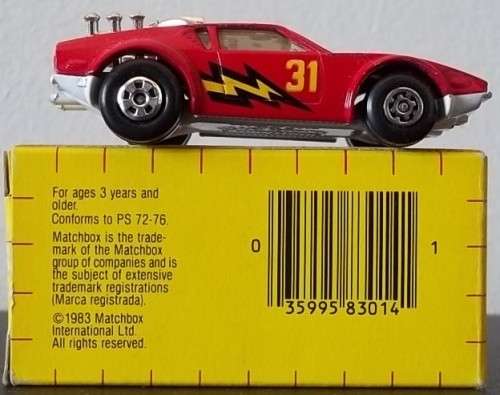 31
For ages 3 years and
older.
Conforms to PS 72-76.
Matchbox is the trade-
mark of the Matchbox
group of companies and is
the subject of extensive
trademark registrations
(Marca registrada).
©1983 Matchbox
International Ltd.
All rights reserved.
0 35995 83014 1